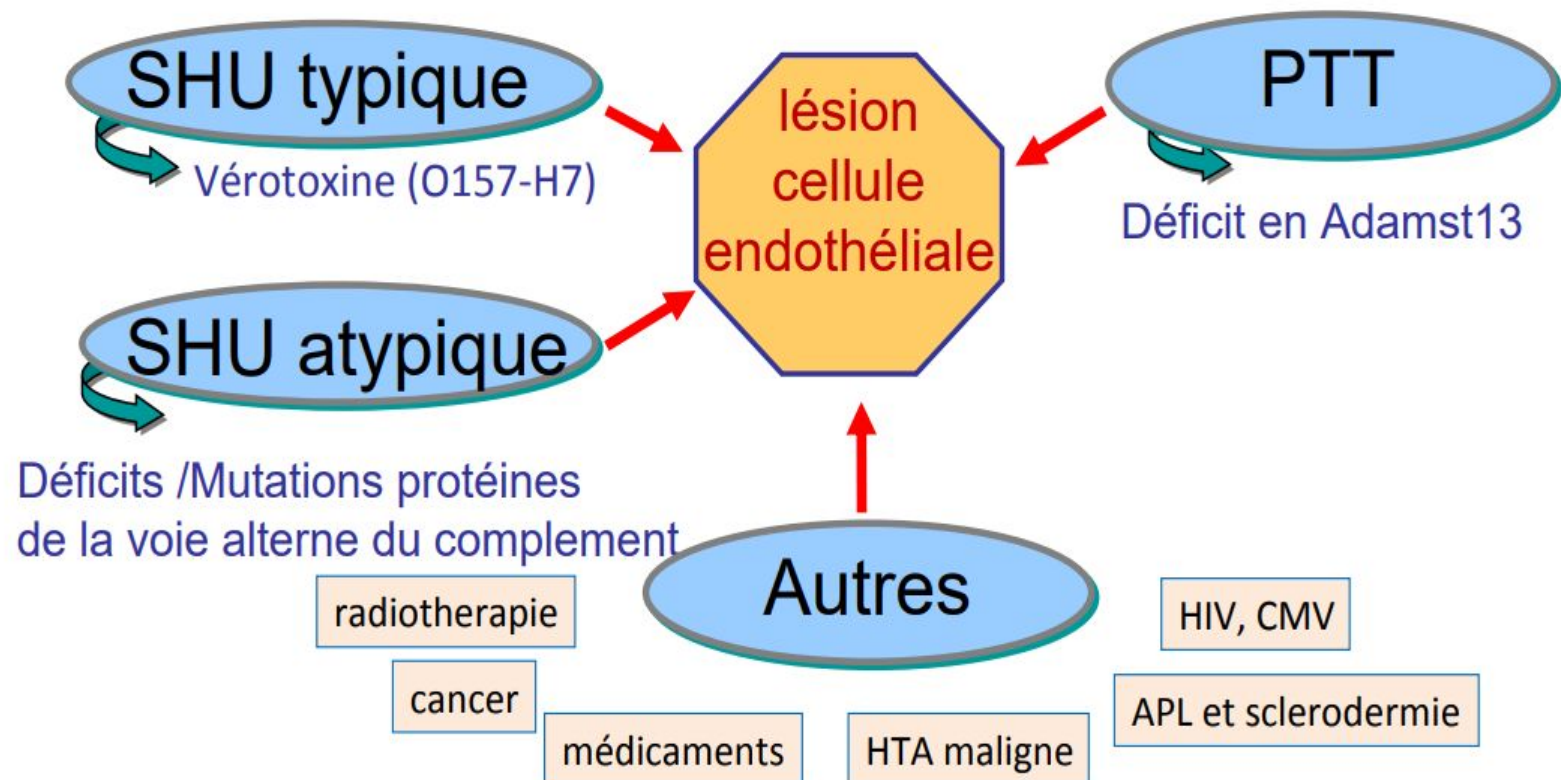 SHU typique
Vérotoxine (O157-H7)
lésion
cellule
endothéliale
PTT
Déficit en Adamst13
SHU atypique
Déficits /Mutations protéines
de la voie alterne du complement
Autres
radiotherapie
cancer
médicaments
HTA maligne
HIV, CMV
APL et sclerodermie